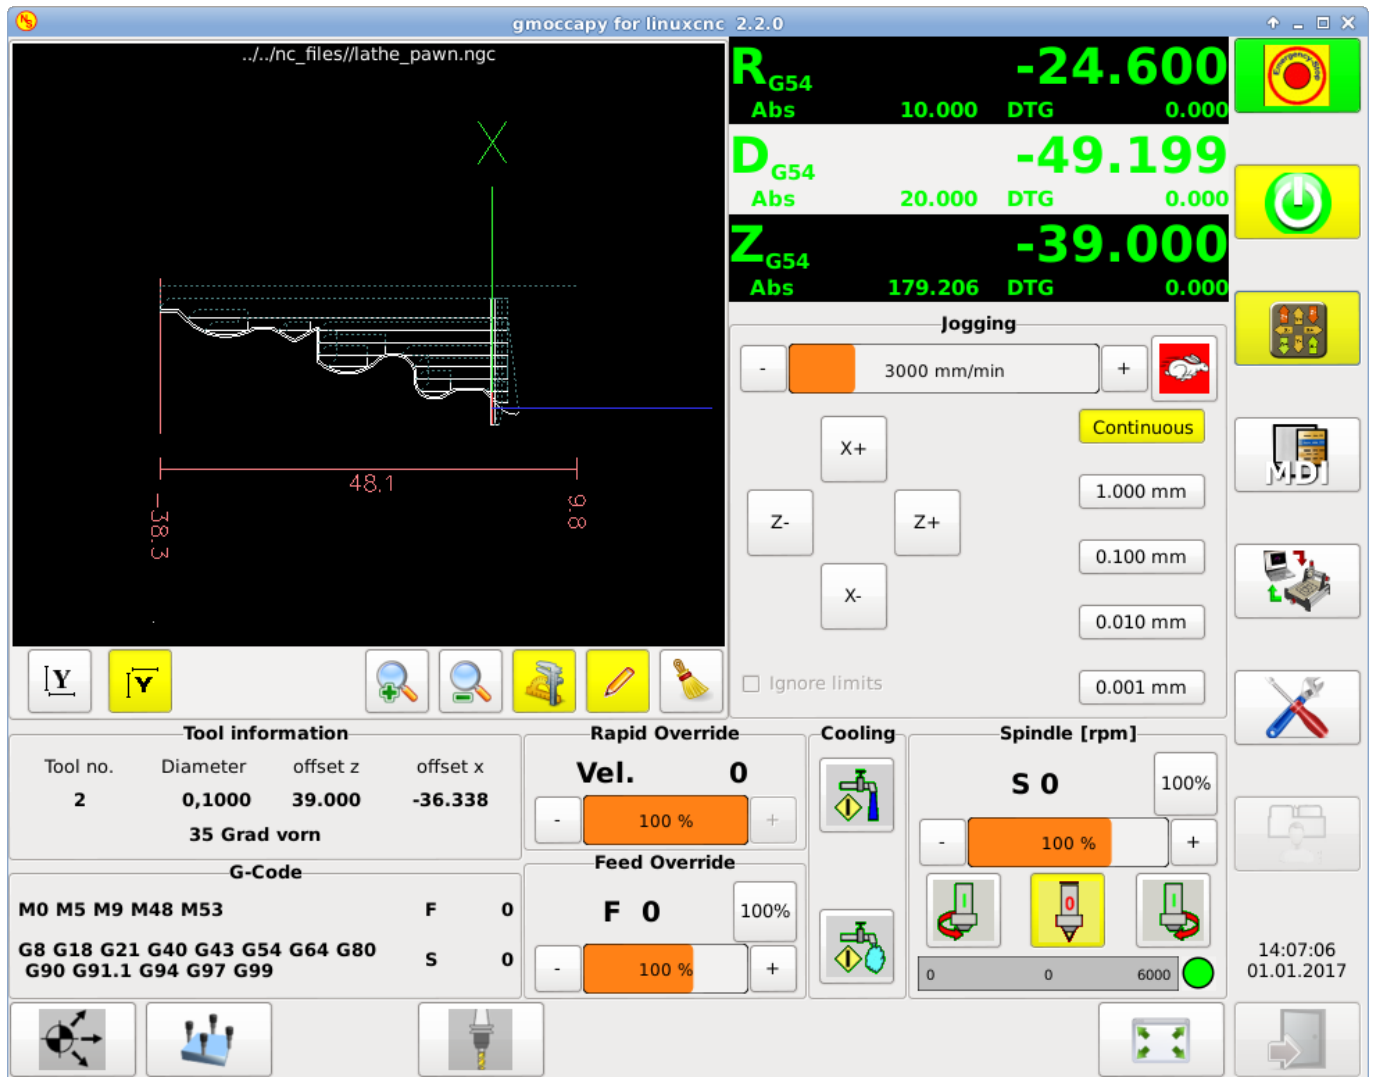 gmoccapy for linuxcnc 2.2.0
../../nc_files//lathe_pawn.ngc
X
48.1
-38.3
9.8
R G54 -24.600
Abs 10.000 DTG 0.000
D G54 -49.199
Abs 20.000 DTG 0.000
Z G54 -39.000
Abs 179.206 DTG 0.000
Emergency-Stop
Jogging
- 3000 mm/min +
Continuous
X+
1.000 mm
Z- Z+
0.100 mm
X-
0.010 mm
Ignore limits
0.001 mm
MDI
Y Y
Tool information
Tool no. Diameter offset z offset x
2 0,1000 39.000 -36.338
35 Grad vorn
G-Code
M0 M5 M9 M48 M53 F 0
G8 G18 G21 G40 G43 G54 G64 G80
G90 G91.1 G94 G97 G99
S 0
Rapid Override
Vel. 0
- 100 % +
Feed Override
F 0 100%
- 100 % +
Cooling
Spindle [rpm]
S 0 100%
- 100 % +
I 0 I
0 0 6000
14:07:06
01.01.2017